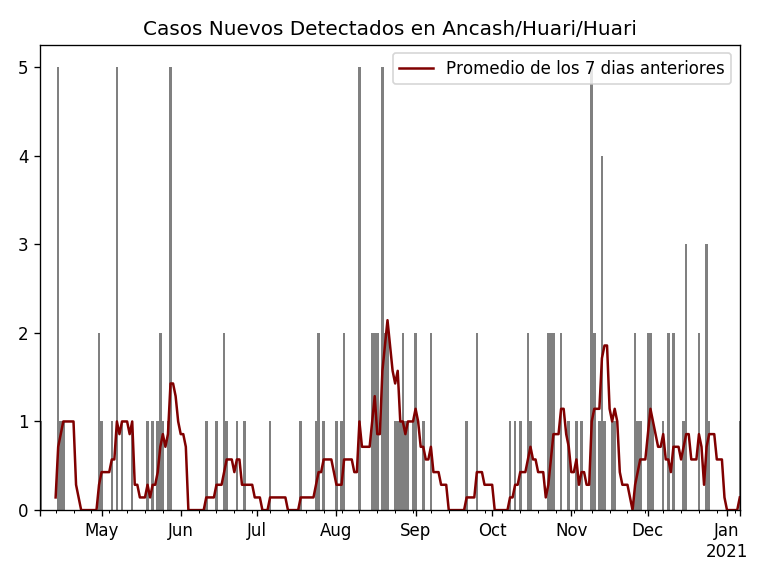 Casos Nuevos Detectados en Ancash/Huari/Huari
Promedio de los 7 dias anteriores
5
4
3
2
1
0
May Jun Jul Aug Sep Oct Nov Dec Jan
2021